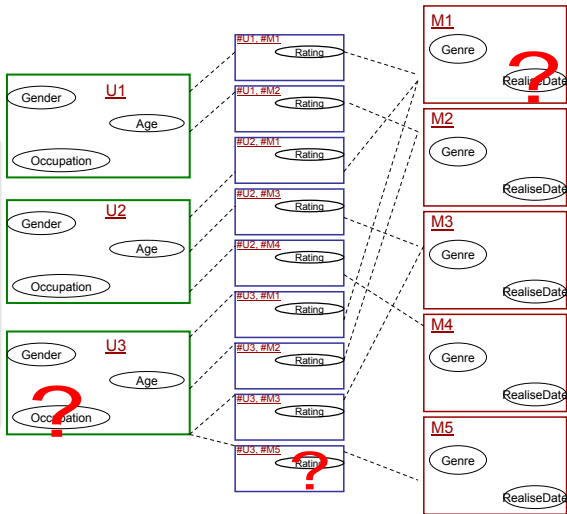 U1
Gender
Age
Occupation
U2
Gender
Age
Occupation
U3
Gender
Age
Occupation
?
#U1, #M1
Rating
#U1, #M2
Rating
#U2, #M1
Rating
#U2, #M3
Rating
#U2, #M4
Rating
#U3, #M1
Rating
#U3, #M2
Rating
#U3, #M3
Rating
#U3, #M5
Rating
?
M1
Genre
RealiseDate
?
M2
Genre
RealiseDate
M3
Genre
RealiseDate
M4
Genre
RealiseDate
M5
Genre
RealiseDate